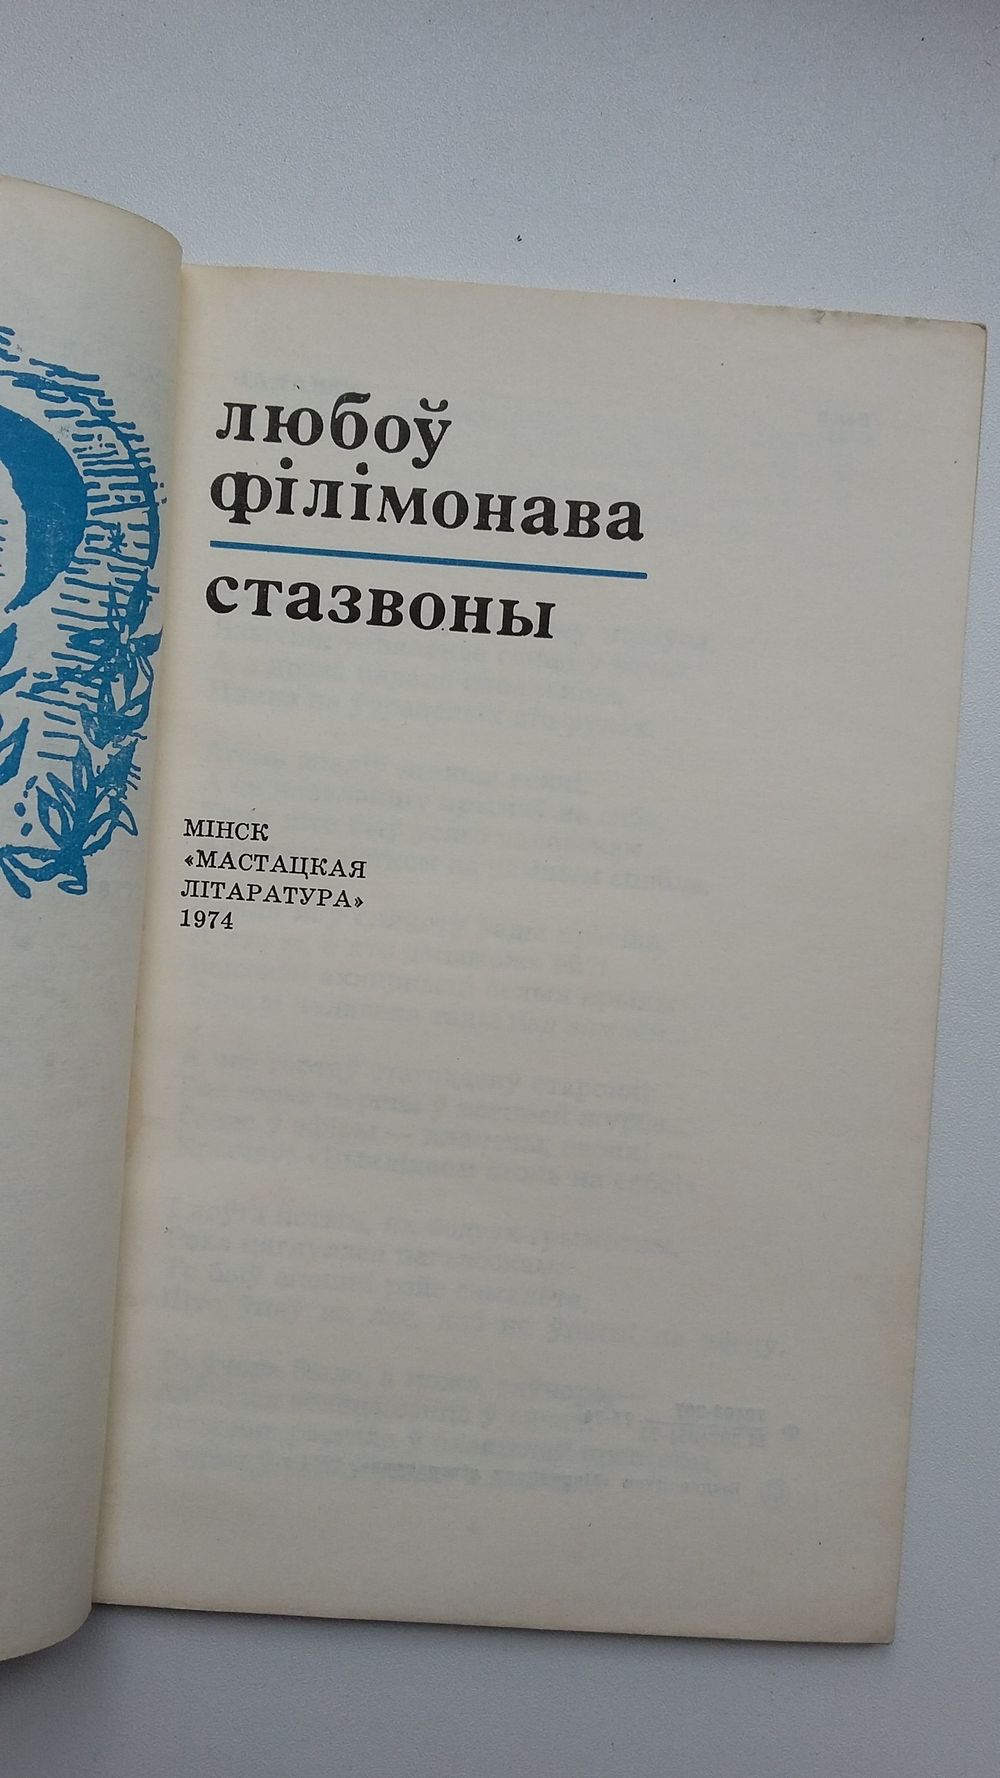 любоў
філімонава
стазвоны
МІНСК
«МАСТАЦКАЯ
ЛІТАРАТУРА»
1974